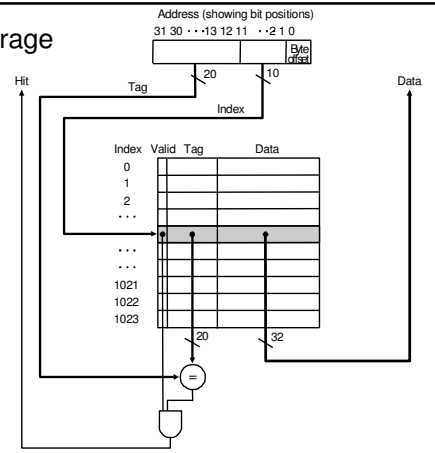 rage
Address (showing bit positions)
31 30 · · ·13 12 11 · ·2 1 0
Byte
offset
Hit
20
10
Data
Tag
Index
Index Valid Tag Data
0
1
2
· · ·
· · ·
· · ·
1021
1022
1023
20
32
=